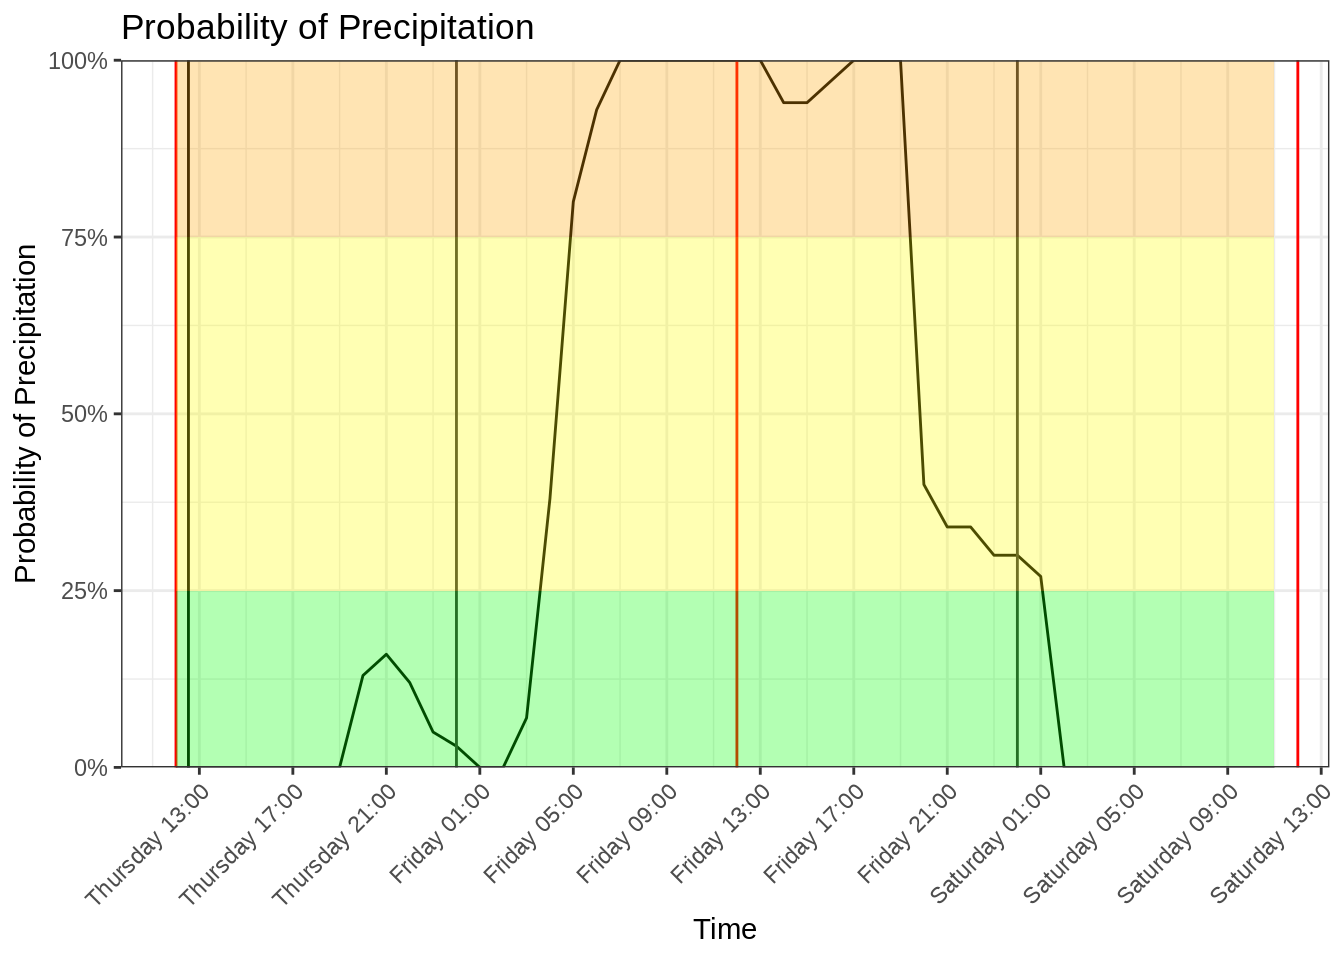 Probability of Precipitation
100%
75%
50%
25%
0%
Probability of Precipitation
Thursday 13:00
Thursday 17:00
Thursday 21:00
Friday 01:00
Friday 05:00
Friday 09:00
Friday 13:00
Friday 17:00
Friday 21:00
Saturday 01:00
Saturday 05:00
Saturday 09:00
Saturday 13:00
Time